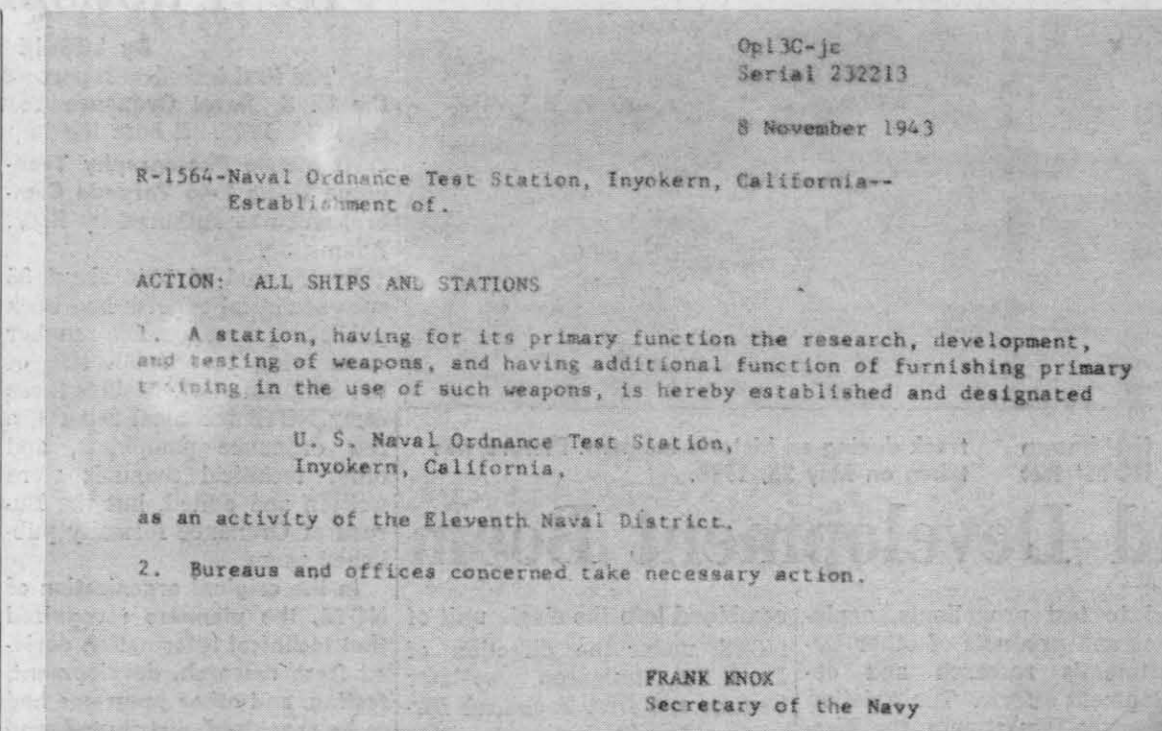 Op13C-jc
Serial 232213
8 November 1943
R-1564-Naval Ordnance Test Station, Inyokern, California--
Establishment of.
ACTION: ALL SHIPS AND STATIONS
1. A station, having for its primary function the research, development,
and testing of weapons, and having additional function of furnishing primary
training in the use of such weapons, is hereby established and designated
U. S. Naval Ordnance Test Station,
Inyokern, California,
as an activity of the Eleventh Naval District.
2. Bureaus and offices concerned take necessary action.
FRANK KNOX
Secretary of the Navy